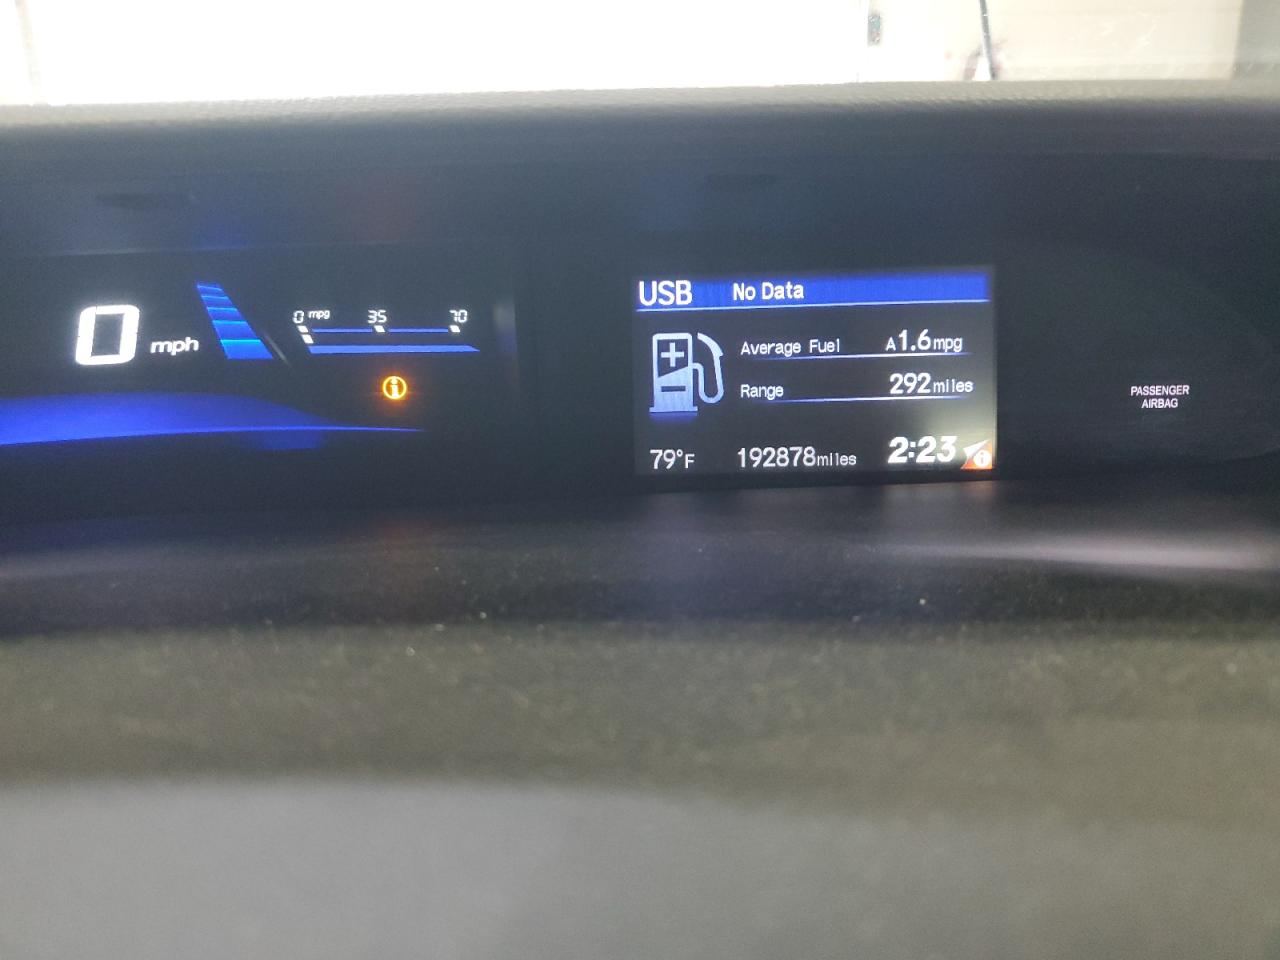 0 mph
0 mpg 35 70
USB No Data
Average Fuel A1.6mpg
Range 292miles
79°F 192878miles 2:23
PASSENGER
AIRBAG